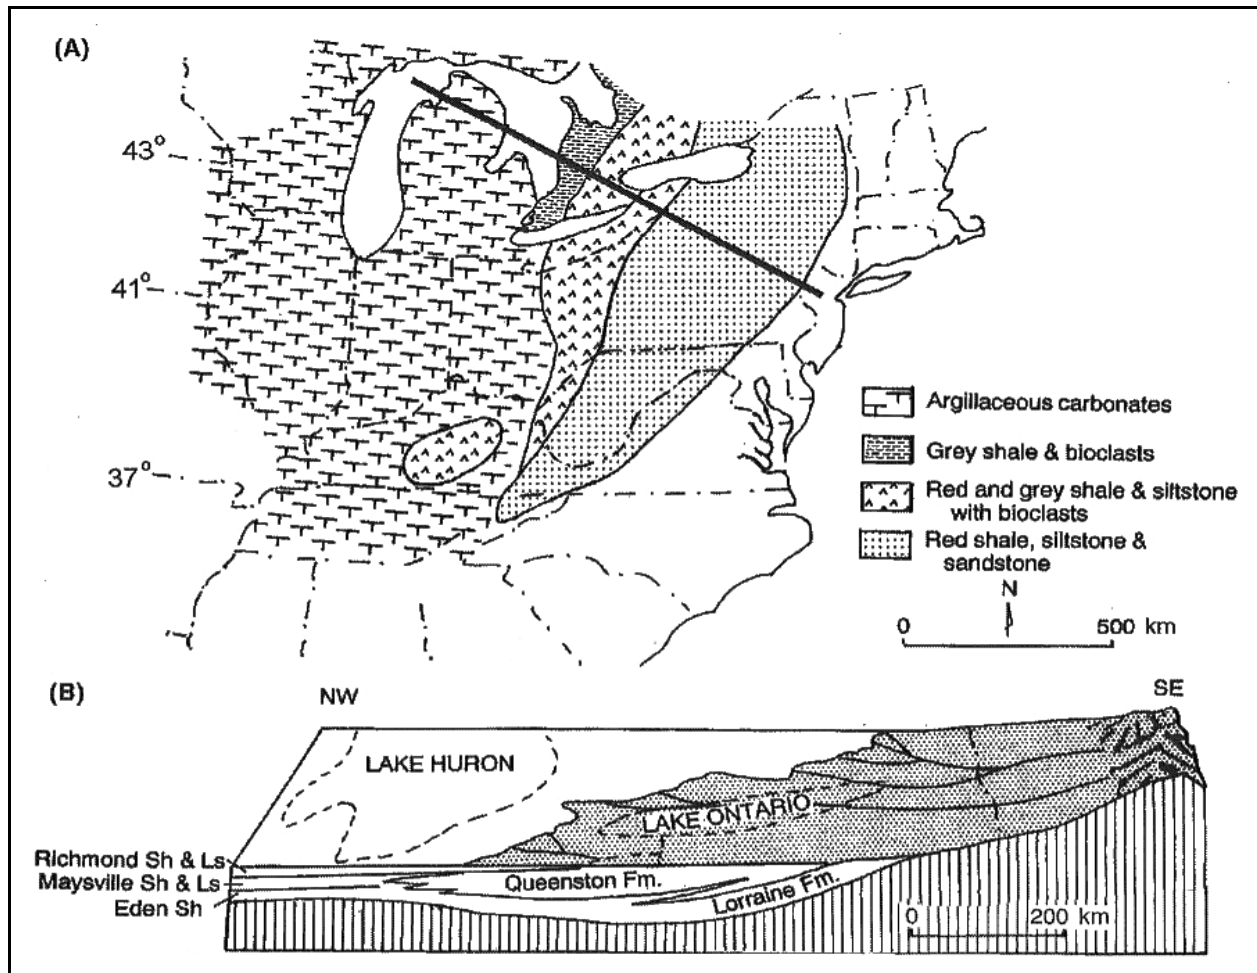 (A)
43°
41°
37°
Argillaceous carbonates
Grey shale & bioclasts
Red and grey shale & siltstone
with bioclasts
Red shale, siltstone &
sandstone
N
0 500 km
(B)
NW
SE
LAKE HURON
LAKE ONTARIO
Richmond Sh & Ls
Maysville Sh & Ls
Eden Sh
Queenston Fm.
Lorraine Fm.
0 200 km